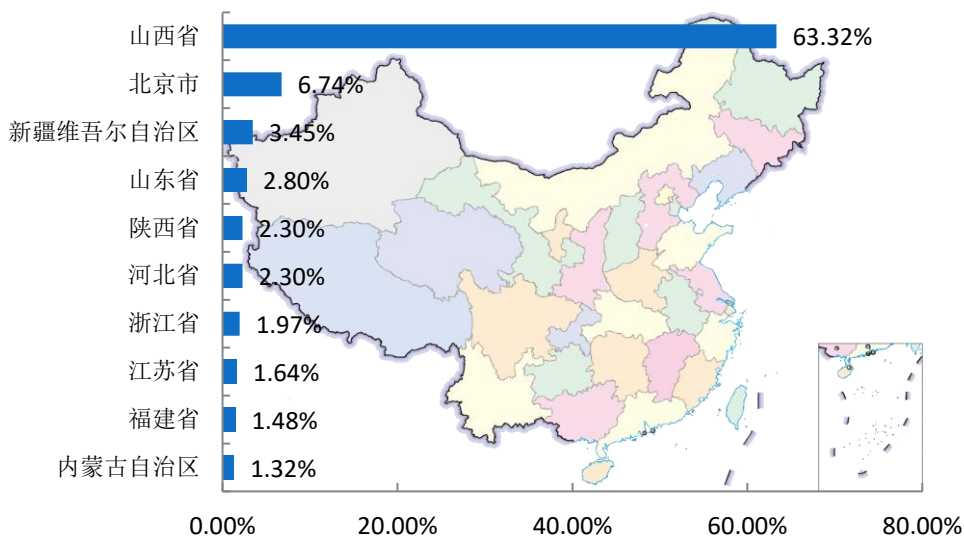 山西省 63.32%
北京市 6.74%
新疆维吾尔自治区 3.45%
山东省 2.80%
陕西省 2.30%
河北省 2.30%
浙江省 1.97%
江苏省 1.64%
福建省 1.48%
内蒙古自治区 1.32%
0.00% 20.00% 40.00% 60.00% 80.00%